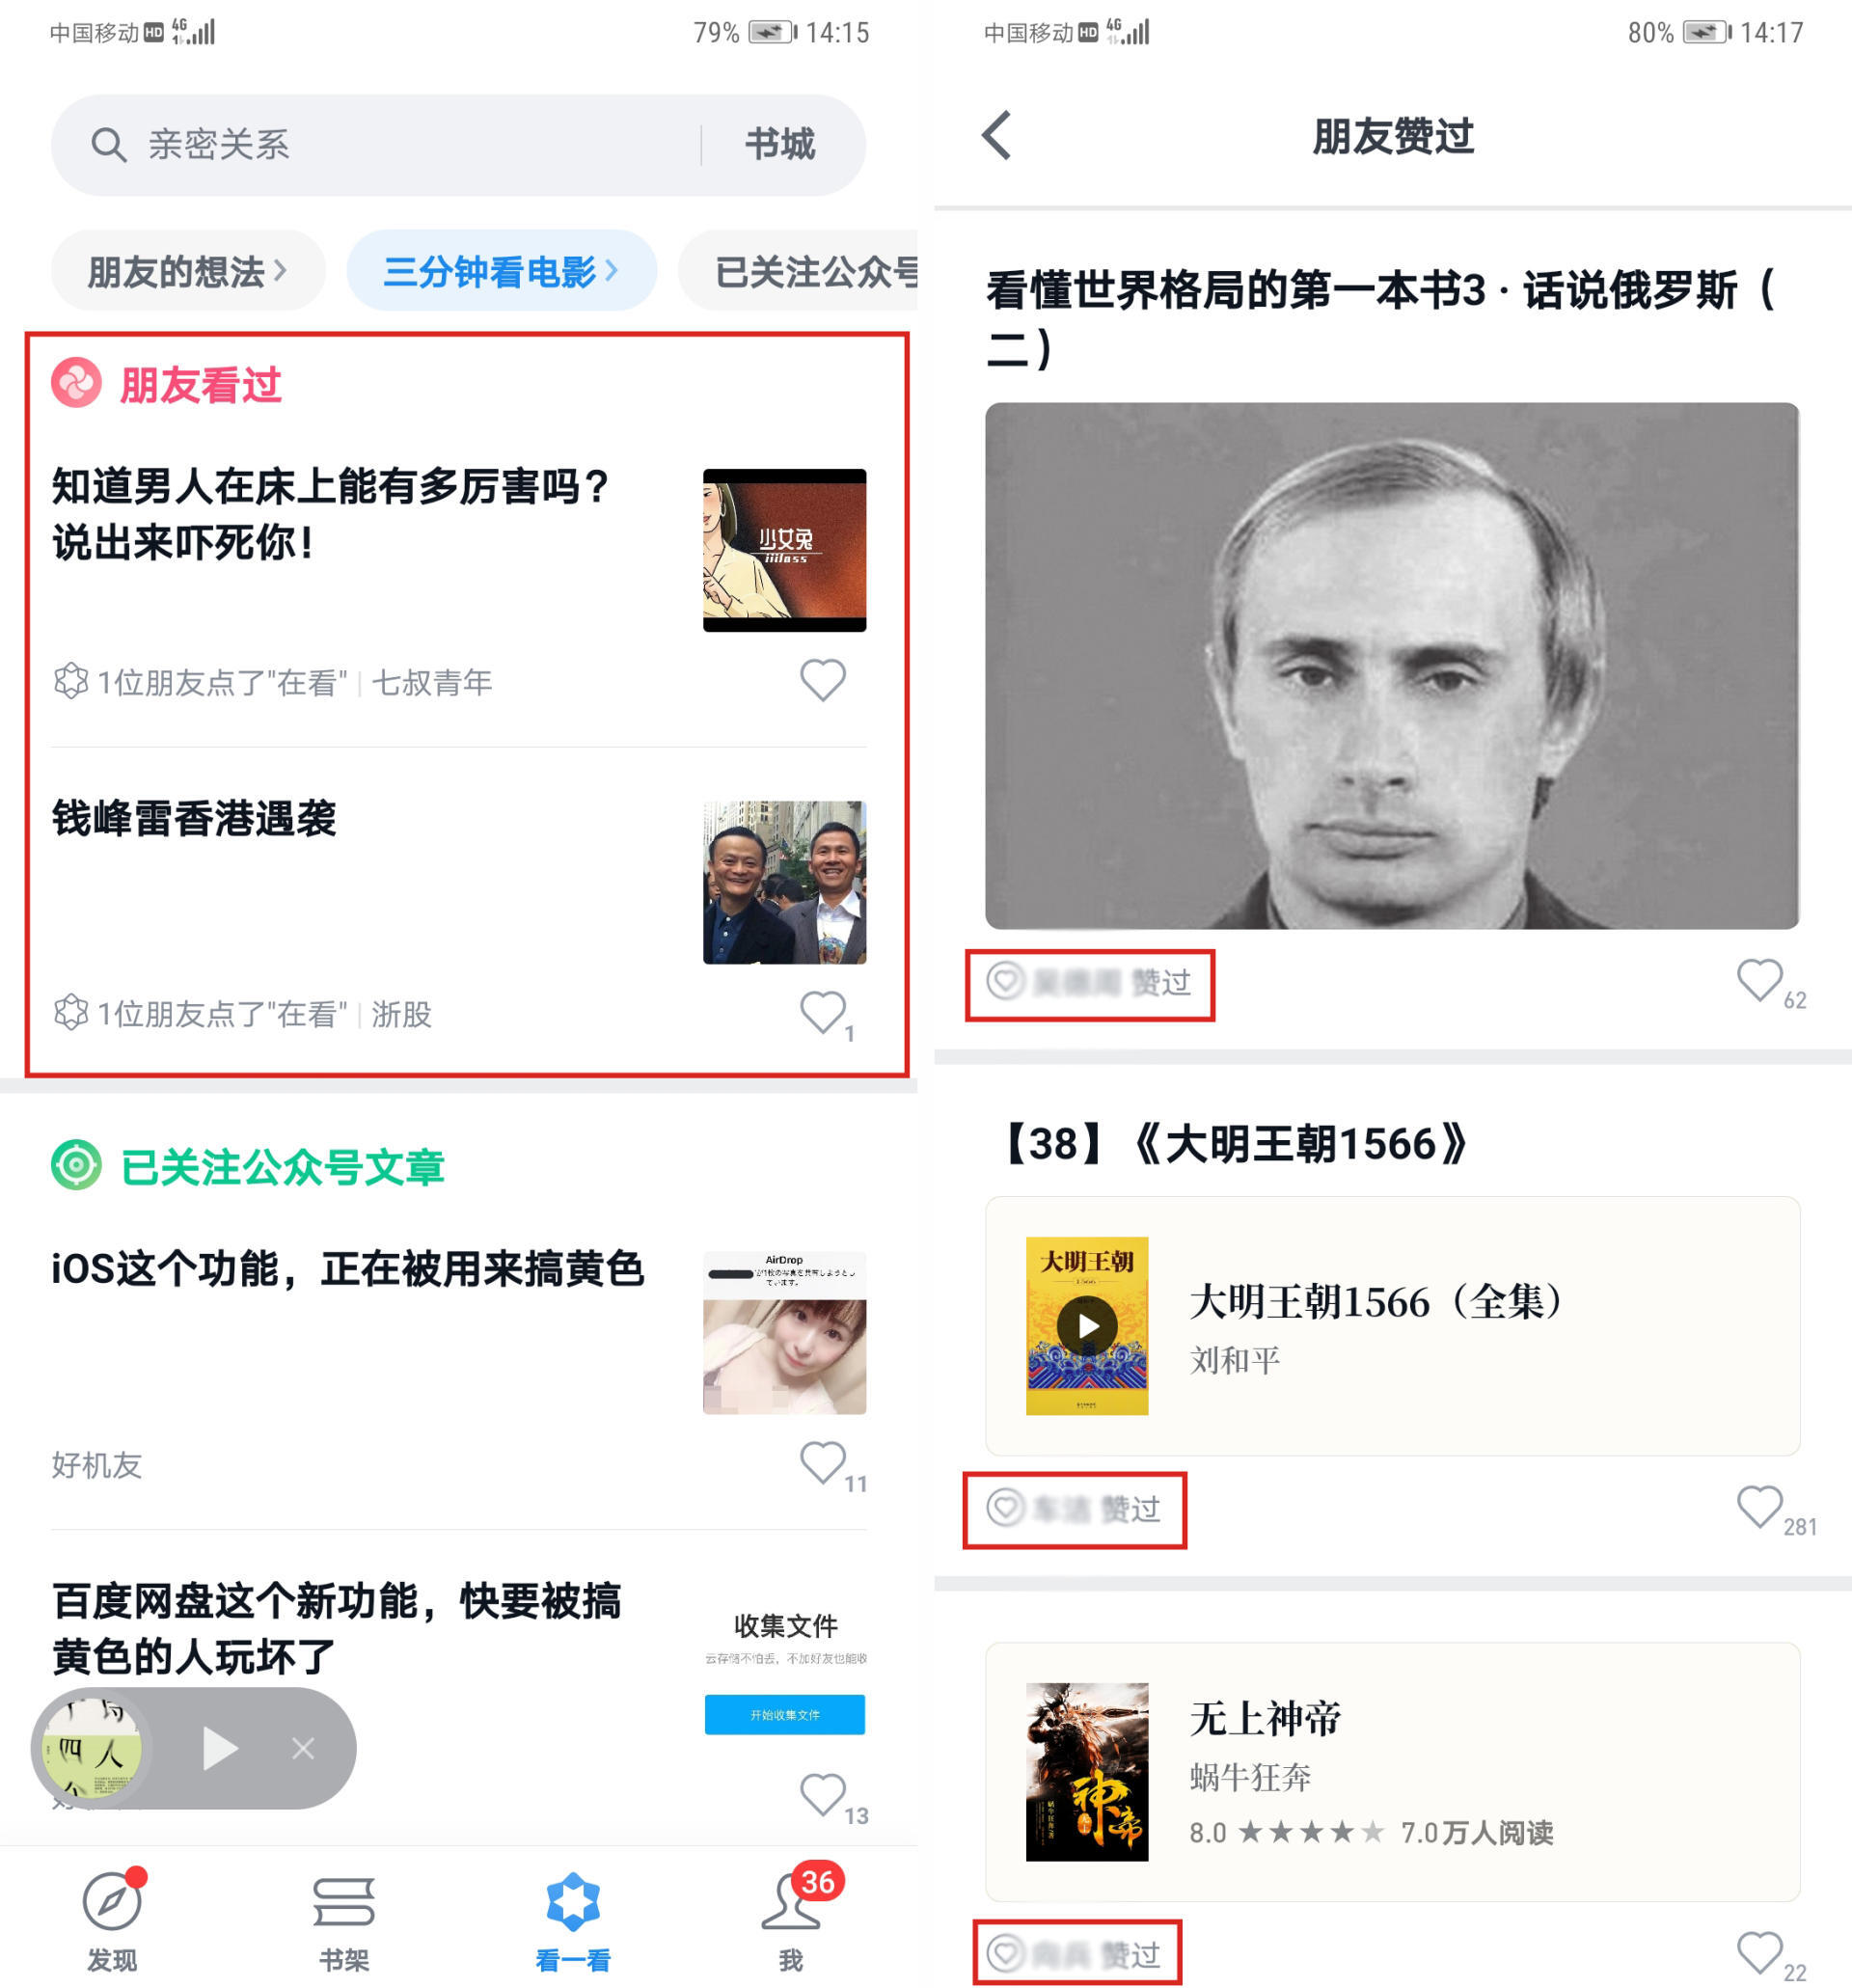 中国移动 HD 4G 79% 14:15
亲密关系 书城
朋友的想法 三分钟看电影 已关注公众号
朋友看过
知道男人在床上能有多厉害吗?
说出来吓死你!
少女兔
iiilass
1位朋友点了"在看" 七叔青年
钱峰雷香港遇袭
1位朋友点了"在看" 浙股
1
已关注公众号文章
iOS这个功能，正在被用来搞黄色
AirDrop
好机友
11
百度网盘这个新功能，快要被搞
黄色的人玩坏了
收集文件
云存储不怕丢，不加好友也能收
开始收集文件
四人
13
发现 书架 看一看 我
36
中国移动 HD 4G 80% 14:17
朋友赞过
看懂世界格局的第一本书3 · 话说俄罗斯（
二）
赞过
62
【38】《大明王朝1566》
大明王朝
1566
大明王朝1566（全集）
刘和平
赞过
281
无上神帝
蜗牛狂奔
8.0 ★★★★★ 7.0万人阅读
无上神帝
赞过
22